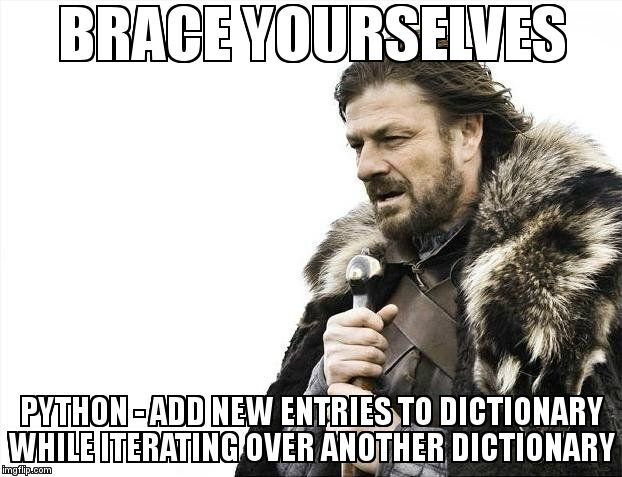 BRACE YOURSELVES
PYTHON - ADD NEW ENTRIES TO DICTIONARY
WHILE ITERATING OVER ANOTHER DICTIONARY
imgflip.com